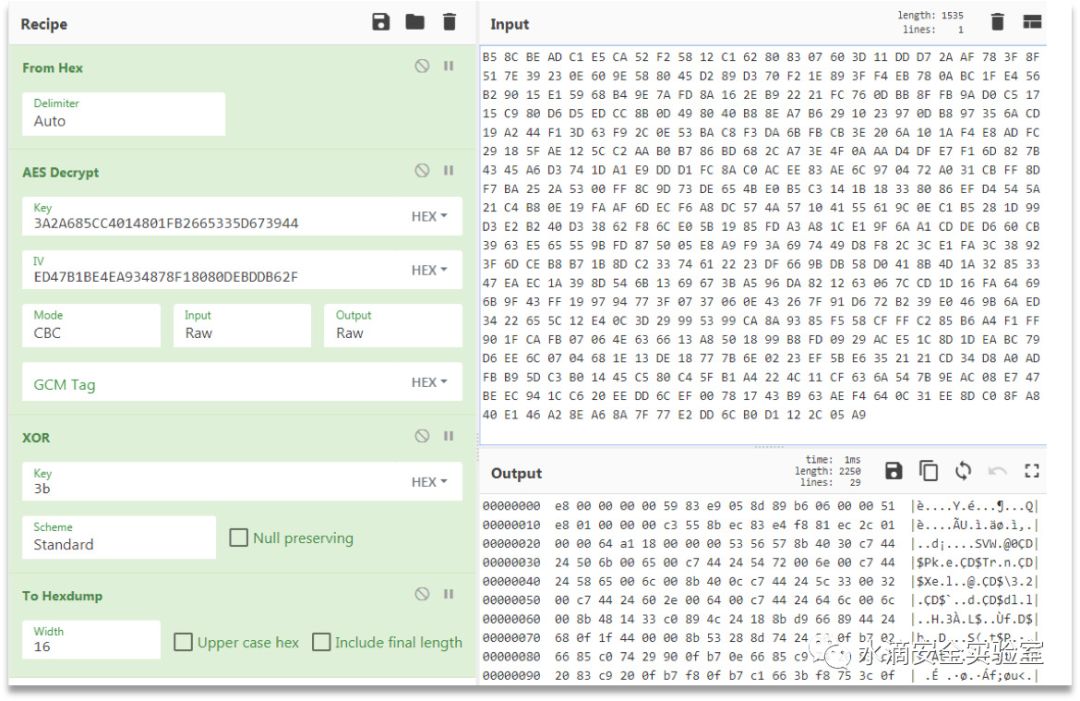 Recipe
From Hex
Delimiter
Auto
AES Decrypt
Key
3A2A685CC4014801FB2665335D673944
HEX
IV
ED47B1BE4EA934878F18080DEBDDB62F
HEX
Mode
CBC
Input
Raw
Output
Raw
GCM Tag
HEX
XOR
Key
3b
HEX
Scheme
Standard
Null preserving
To Hexdump
Width
16
Upper case hex
Include final length
Input
length: 1535
lines: 1
B5 8C BE AD C1 E5 CA 52 F2 58 12 C1 62 80 83 07 60 3D 11 DD D7 2A AF 78 3F 8F
51 7E 39 23 0E 60 9E 58 80 45 D2 89 D3 70 F2 1E 89 3F F4 EB 78 0A BC 1F E4 56
B2 90 15 E1 59 68 B4 9E 7A FD 8A 16 2E B9 22 21 FC 76 0D BB 8F FB 9A D0 C5 17
15 C9 80 D6 D5 ED CC 8B 0D 49 80 40 B8 8E A7 B6 29 10 23 97 0D B8 97 35 6A CD
19 A2 44 F1 3D 63 F9 2C 0E 53 BA C8 F3 DA 6B FB CB 3E 20 6A 10 1A F4 E8 AD FC
29 18 5F AE 12 5C C2 AA B0 B7 86 BD 68 2C A7 3E 4F 0A AA D4 DF E7 F1 6D 82 7B
43 45 A6 D3 74 1D A1 E9 DD D1 FC 8A C0 AC EE 83 AE 6C 97 04 72 A0 31 CB FF 8D
F7 BA 25 2A 53 00 FF 8C 9D 73 DE 65 4B E0 B5 C3 14 1B 18 33 80 86 EF D4 54 5A
21 C4 B8 0E 19 FA AF 6D EC F6 A8 DC 57 4A 57 10 41 55 61 9C 0E C1 B5 28 1D 99
D3 E2 B2 40 D3 38 62 F8 6C E0 5B 19 85 FD A3 A8 1C E1 9F 6A A1 CD DE D6 60 CB
39 63 E5 65 55 9B FD 87 50 05 E8 A9 F9 3A 69 74 49 D8 F8 2C 3C E1 FA 3C 38 92
3F 6D CE B8 B7 1B 8D C2 33 74 61 22 23 DF 66 9B DB 58 D0 41 8B 4D 1A 32 85 33
47 EA EC 1A 39 8D 54 6B 13 69 67 3B A5 96 DA 82 12 63 06 7C CD 1D 16 FA 64 69
6B 9F 43 FF 19 97 94 77 3F 07 37 06 0E 43 26 7F 91 D6 72 B2 39 E0 46 9B 6A ED
34 22 65 5C 12 E4 0C 3D 29 99 53 99 CA 8A 93 85 F5 58 CF FF C2 85 B6 A4 F1 FF
90 1F CA FB 07 06 4E 63 66 13 A8 50 18 99 B8 FD 09 29 AC E5 1C 8D 1D EA BC 79
D6 EE 6C 07 04 68 1E 13 DE 18 77 7B 6E 02 23 EF 5B E6 35 21 21 CD 34 D8 A0 AD
FB B9 5D C3 B0 14 45 C5 80 C4 5F B1 A4 22 4C 11 CF 63 6A 54 7B 9E AC 08 E7 47
BE EC 94 1C C6 20 EE DD 6C EF 00 78 17 43 B9 63 AE F4 64 0C 31 EE 8D C0 8F A8
40 E1 46 A2 8E A6 8A 7F 77 E2 DD 6C B0 D1 12 2C 05 A9
Output
time: 1ms
length: 2250
lines: 29
00000000 e8 00 00 00 00 59 83 e9 05 8d 89 b6 06 00 00 51 |è....Y.é...¶...Q|
00000010 e8 01 00 00 00 c3 55 8b ec 83 e4 f8 81 ec 2c 01 |è....ÃU.ì.äø.ì,.|
00000020 00 00 64 a1 18 00 00 00 53 56 57 8b 40 30 c7 44 |..d¡....SVW.@0ÇD|
00000030 24 50 6b 00 65 00 c7 44 24 54 72 00 6e 00 c7 44 |$Pk.e.ÇD$Tr.n.ÇD|
00000040 24 58 65 00 6c 00 8b 40 0c c7 44 24 5c 33 00 32 |$Xe.l..@.ÇD$\3.2|
00000050 00 c7 44 24 60 2e 00 64 00 c7 44 24 64 6c 00 6c |.ÇD$`..d.ÇD$dl.l|
00000060 00 8b 48 14 33 c0 89 4c 24 18 8b d9 66 89 44 24 |..H.3À.L$..Ùf.D$|
00000070 68 0f 1f 44 00 00 8b 53 28 8d 74 24 0f b7 02
00000080 66 85 c0 74 29 90 0f b7 0e 66 85 c9
00000090 20 83 c9 20 0f b7 f8 0f b7 c1 66 3b f8 75 3c 0f | .É .·ø.·Áf;øu<.|
水滴安全实验室